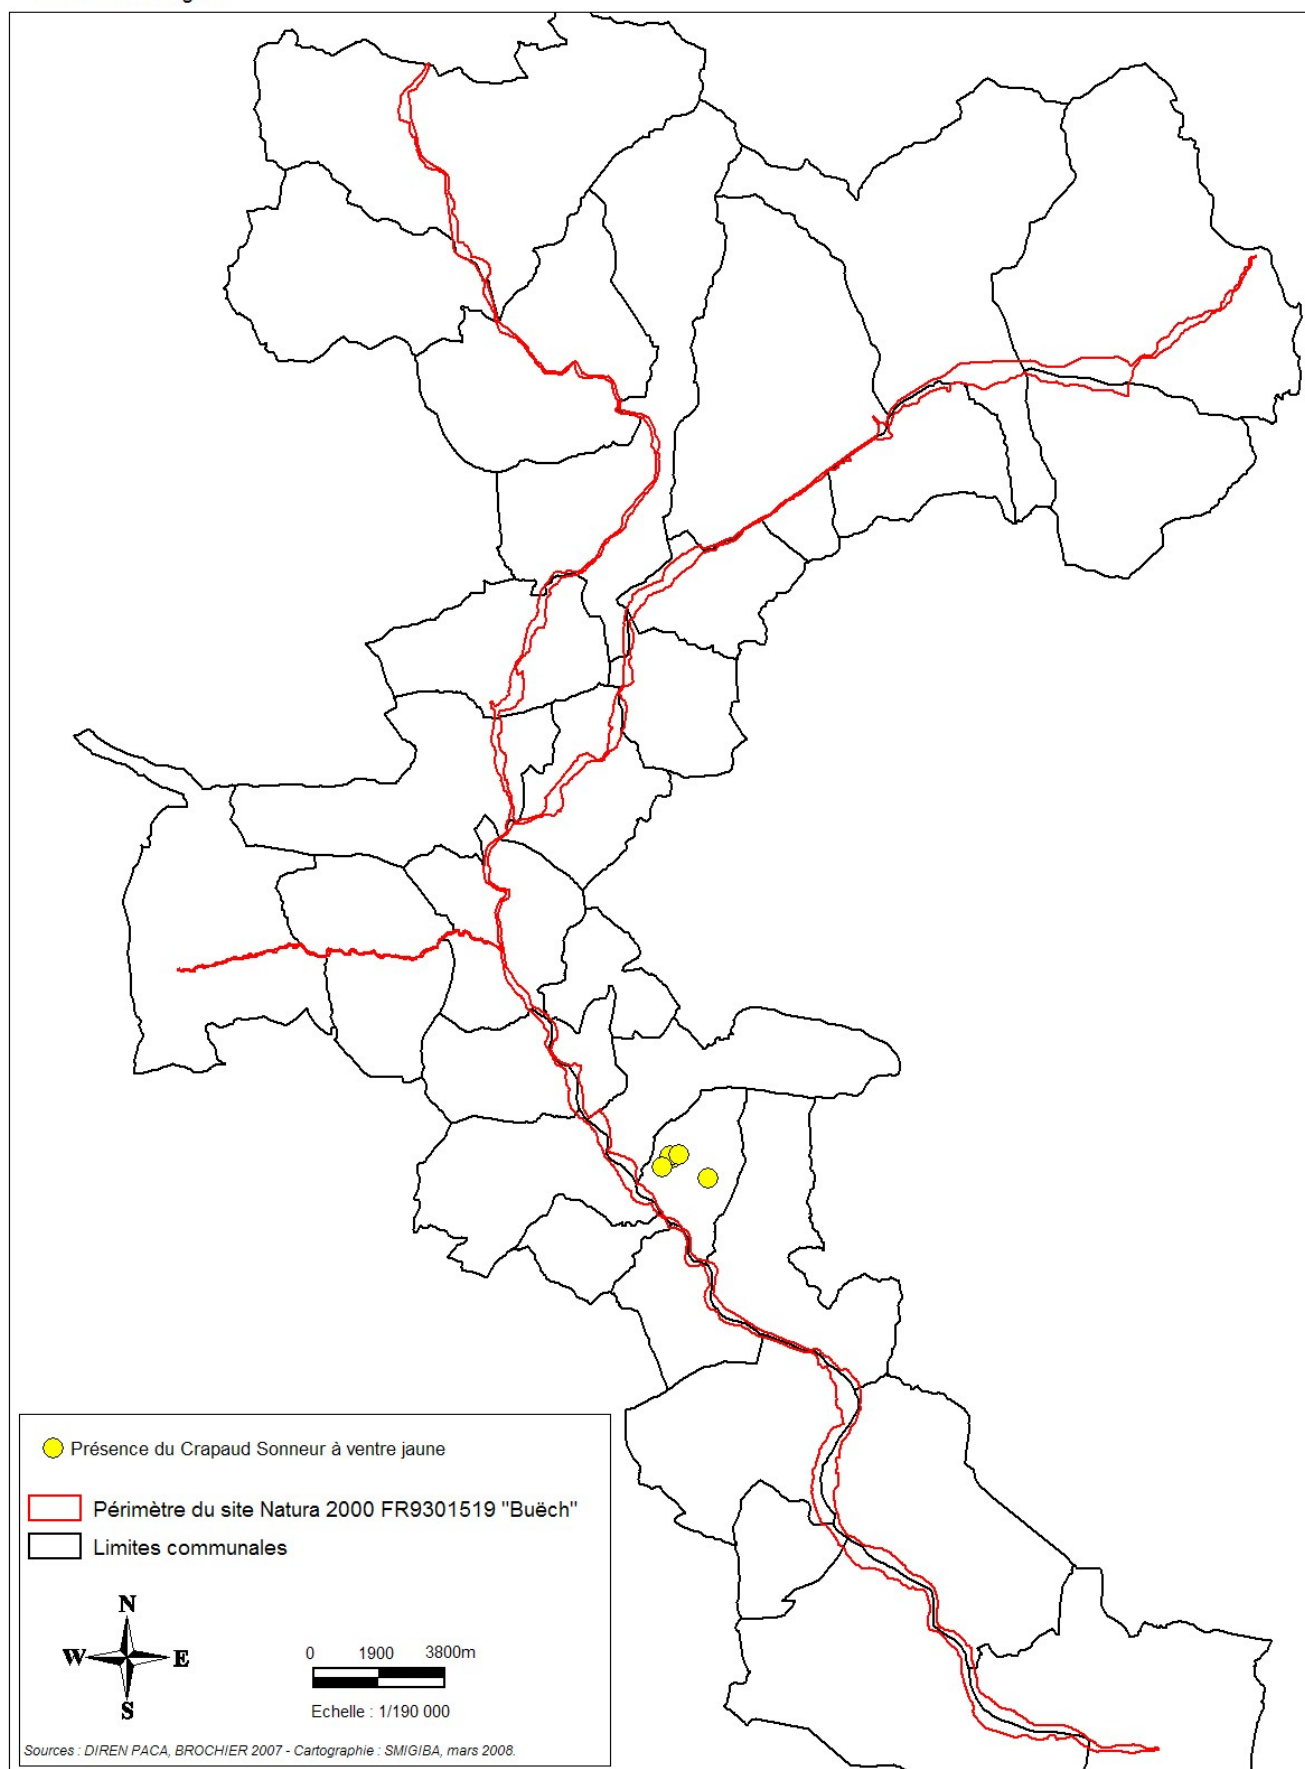 Présence du Crapaud Sonneur à ventre jaune
Périmètre du site Natura 2000 FR9301519 "Buëch"
Limites communales
N
W E
S
0 1900 3800m
Echelle : 1/190 000
Sources : DIREN PACA, BROCHIER 2007 - Cartographie : SMIGIBA, mars 2008.